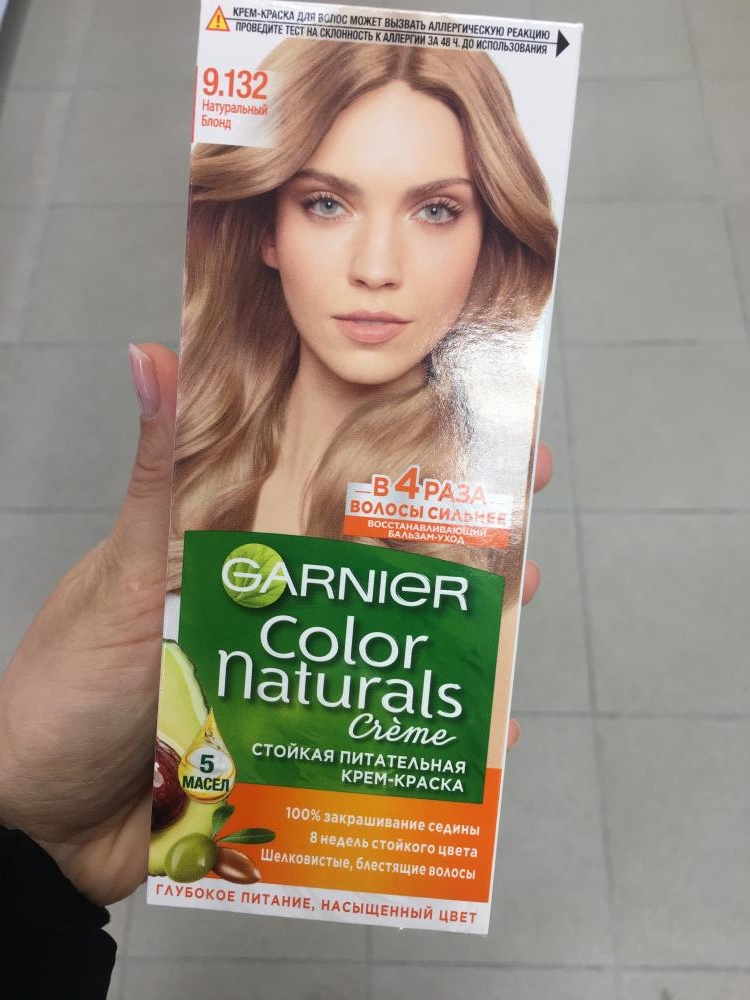 КРЕМ-КРАСКА ДЛЯ ВОЛОС МОЖЕТ ВЫЗВАТЬ АЛЛЕРГИЧЕСКУЮ РЕАКЦИЮ
ПРОВЕДИТЕ ТЕСТ НА СКЛОННОСТЬ К АЛЛЕРГИИ ЗА 48 Ч. ДО ИСПОЛЬЗОВАНИЯ
9.132
Натуральный
Блонд
В 4 РАЗА
ВОЛОСЫ СИЛЬНЕЕ
ВОССТАНАВЛИВАЮЩИЙ
БАЛЬЗАМ-УХОД
GARNIER
Color
Naturals
Crème
СТОЙКАЯ ПИТАТЕЛЬНАЯ
КРЕМ-КРАСКА
5
МАСЕЛ
100% закрашивание седины
8 недель стойкого цвета
Шелковистые, блестящие волосы
ГЛУБОКОЕ ПИТАНИЕ, НАСЫЩЕННЫЙ ЦВЕТ